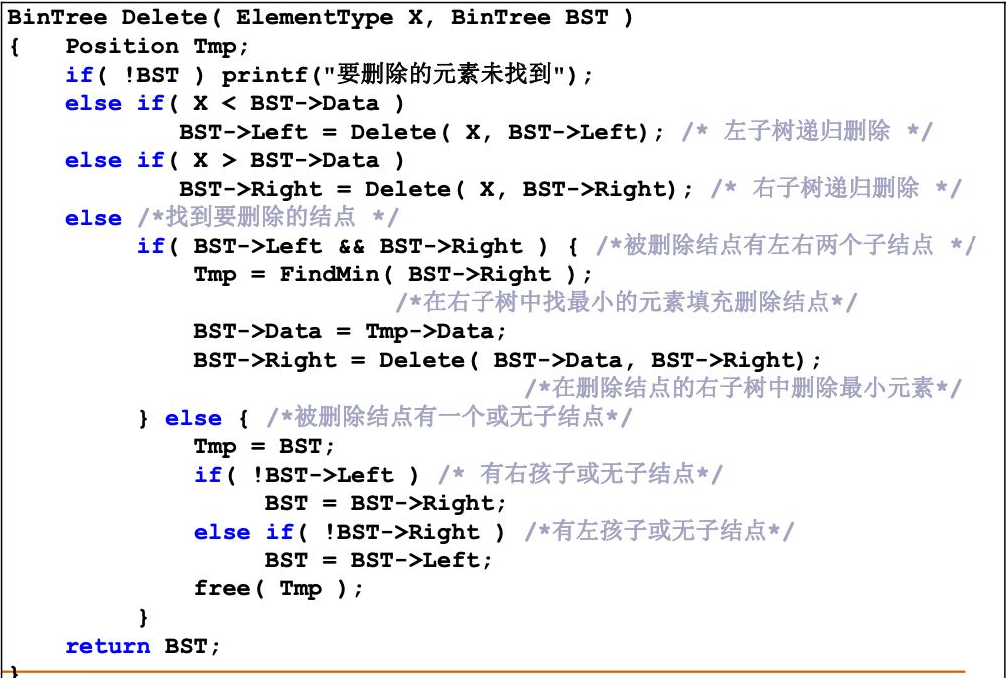 BinTree Delete( ElementType X, BinTree BST )
{    Position Tmp;
     if( !BST ) printf("要删除的元素未找到");
     else if( X < BST->Data )
             BST->Left = Delete( X, BST->Left); /* 左子树递归删除 */
     else if( X > BST->Data )
             BST->Right = Delete( X, BST->Right); /* 右子树递归删除 */
     else /*找到要删除的结点 */
          if( BST->Left && BST->Right ) { /*被删除结点有左右两个子结点 */
              Tmp = FindMin( BST->Right );
                            /*在右子树中找最小的元素填充删除结点*/
              BST->Data = Tmp->Data;
              BST->Right = Delete( BST->Data, BST->Right);
                                     /*在删除结点的右子树中删除最小元素*/
          } else { /*被删除结点有一个或无子结点*/
              Tmp = BST;
              if( !BST->Left ) /* 有右孩子或无子结点*/
                   BST = BST->Right;
              else if( !BST->Right ) /*有左孩子或无子结点*/
                   BST = BST->Left;
              free( Tmp );
          }
     return BST;
}